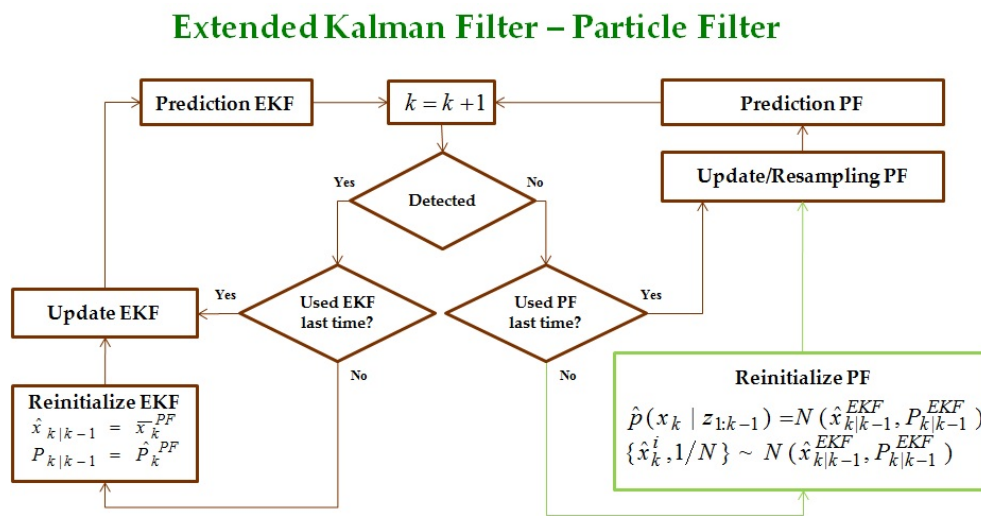 Extended Kalman Filter – Particle Filter
Prediction EKF
k = k + 1
Prediction PF
Yes
Detected
No
Update/Resampling PF
Update EKF
Yes
Used EKF
last time?
Used PF
last time?
Yes
No
No
Reinitialize EKF
x̂ k|k−1 = x̄ k PF
P k|k−1 = P̂ k PF
Reinitialize PF
p̂ (x k | z 1:k−1 ) = N ( x̂ k|k−1 EKF , P k|k−1 EKF )
{ x̂ k i , 1/ N } ~ N ( x̂ k|k−1 EKF , P k|k−1 EKF )